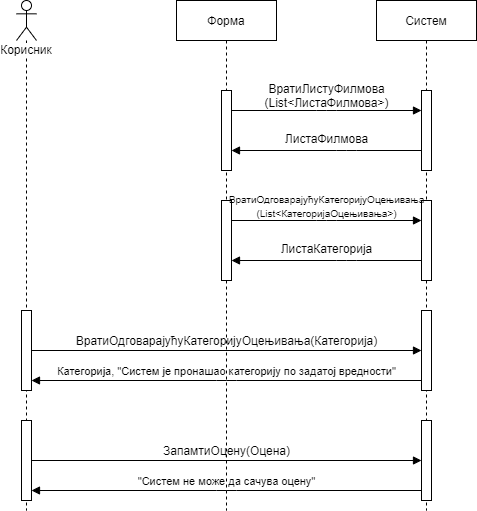 Форма
Систем
Корисник
ВратиЛистуФилмова
(List<ЛистаФилмова>)
ЛистаФилмова
ВратиОдговарајућуКатегоријуОцењивања
(List<КатегоријаОцењивања>)
ЛистаКатегорија
ВратиОдговарајућуКатегоријуОцењивања(Категорија)
Категорија, "Систем је пронашао категорију по задатој вредности"
ЗапамтиОцену(Оцена)
"Систем не може да сачува оцену"